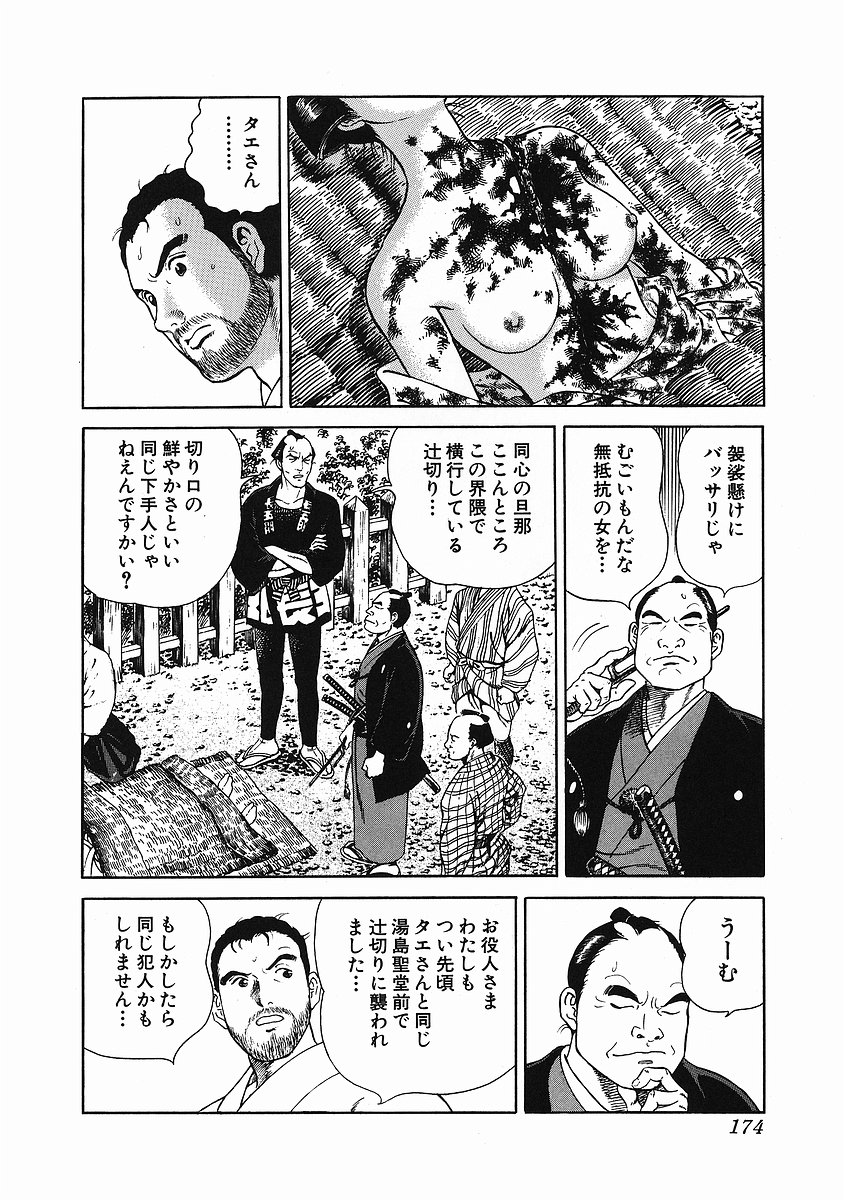 タエさん
………
袈裟懸けに
バッサリじゃ
むごいもんだな
無抵抗の女を…
同心の旦那
ここんところ
この界隈で
横行している
辻切り…
切り口の
鮮やかさといい
同じ下手人じゃ
ねえんですかい？
うーむ
お役人さま
わたしも
つい先頃
タエさんと同じ
湯島聖堂前で
辻切りに襲われ
ました…
もしかしたら
同じ犯人かも
しれません…
174